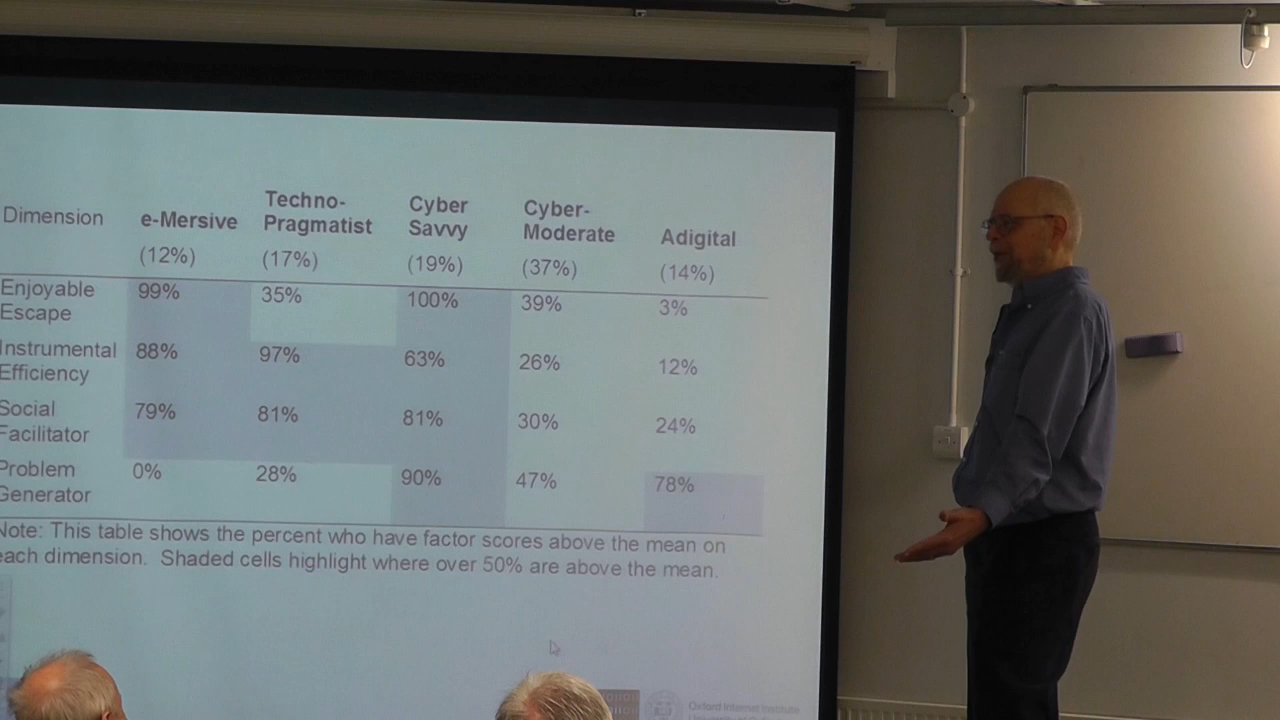 Dimension e-Mersive Techno-Pragmatist Cyber Savvy Cyber-Moderate Adigital
(12%) (17%) (19%) (37%) (14%)
Enjoyable Escape 99% 35% 100% 39% 3%
Instrumental Efficiency 88% 97% 63% 26% 12%
Social Facilitator 79% 81% 81% 30% 24%
Problem Generator 0% 28% 90% 47% 78%
Note: This table shows the percent who have factor scores above the mean on
each dimension. Shaded cells highlight where over 50% are above the mean.
Oxford Internet Institute